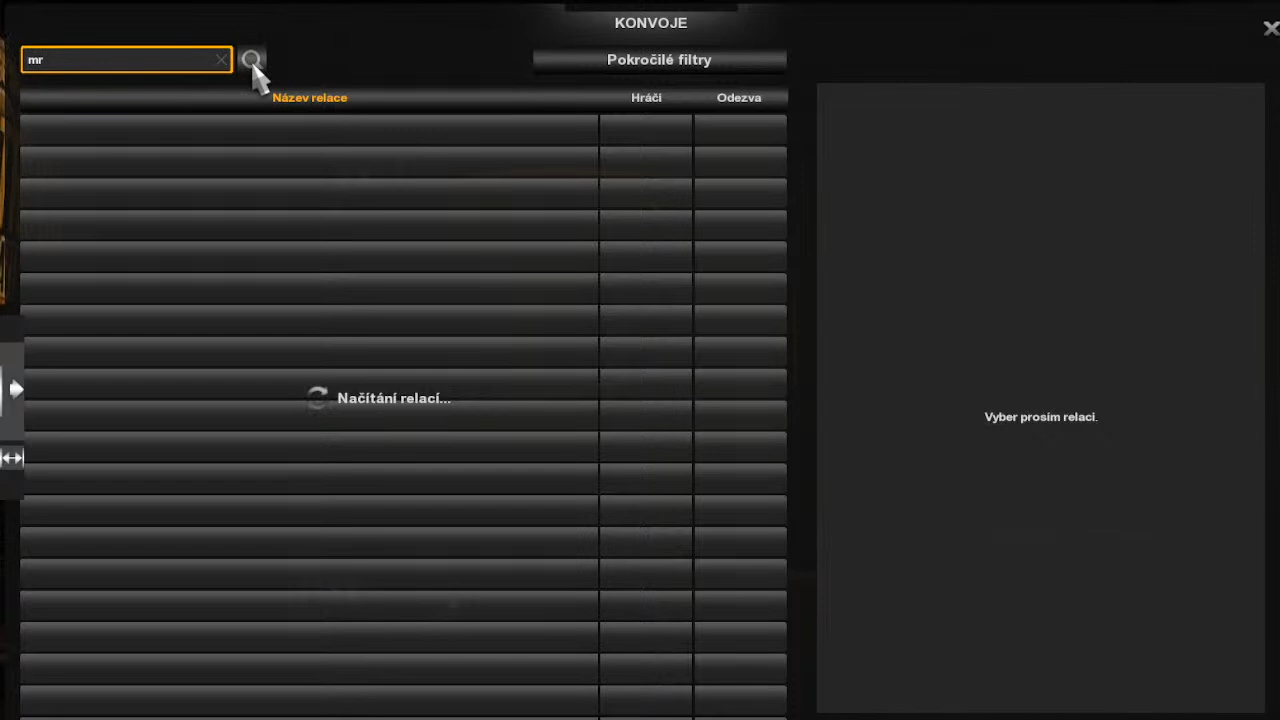 KONVOJE
mr
Pokročilé filtry
Název relace Hráči Odezva
Načítání relací...
Vyber prosím relaci.